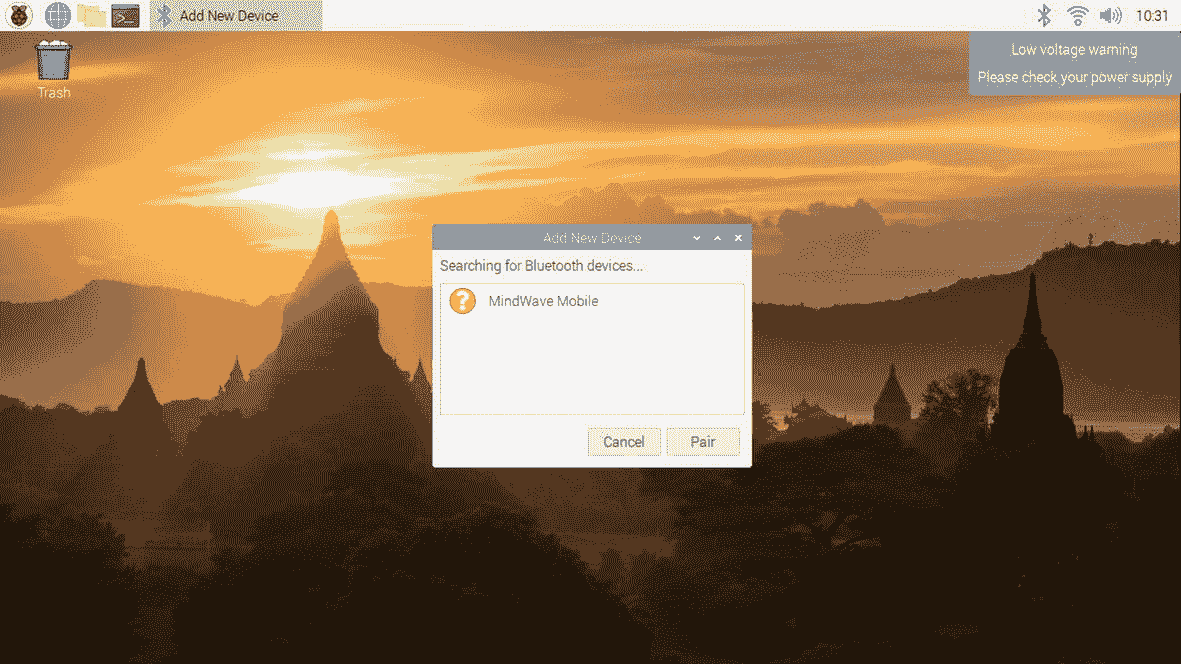 Add New Device
10:31
Low voltage warning
Please check your power supply
Trash
Add New Device
Searching for Bluetooth devices...
MindWave Mobile
Cancel
Pair